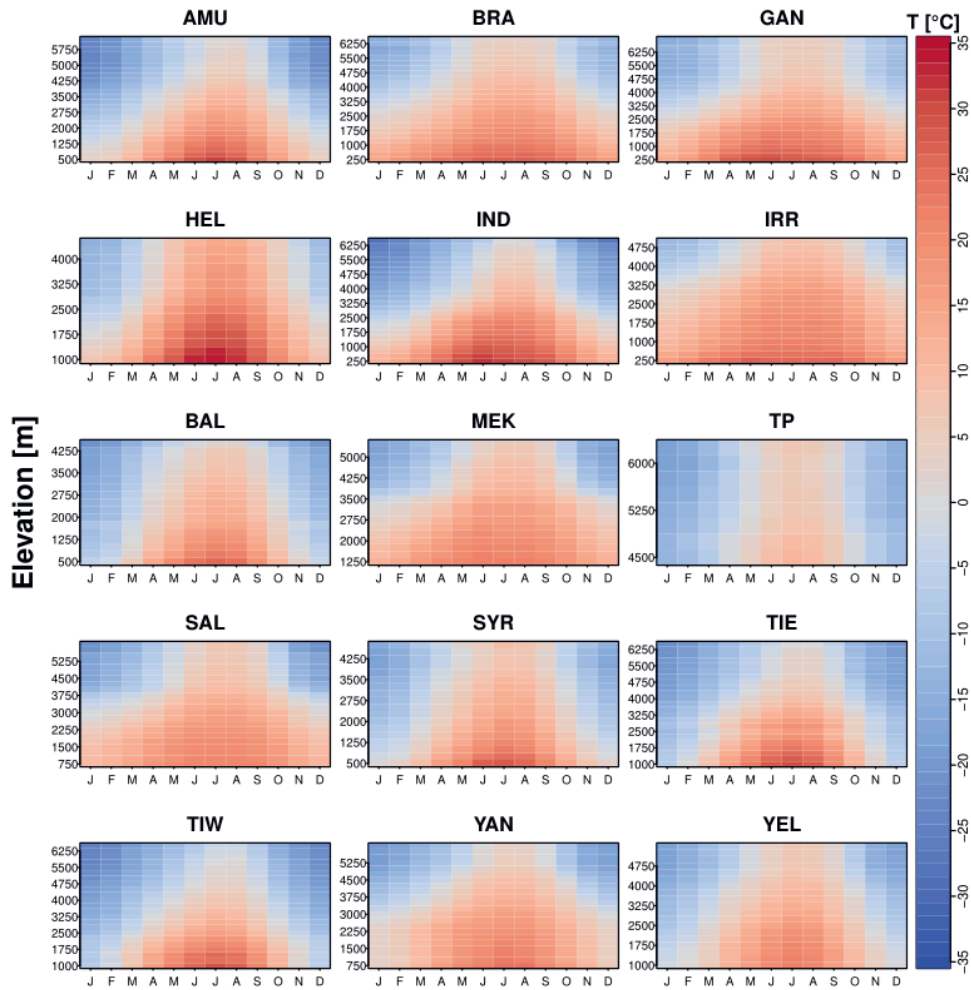 AMU BRA GAN T [°C]
5750 5000 4250 3500 2750 2000 1250 500
6250 5500 4750 4000 3250 2500 1750 1000 250
6250 5500 4750 4000 3250 2500 1750 1000 250
J F M A M J J A S O N D J F M A M J J A S O N D J F M A M J J A S O N D
HEL IND IRR
4000 3250 2500 1750 1000
6250 5500 4750 4000 3250 2500 1750 1000 250
4750 4000 3250 2500 1750 1000 250
J F M A M J J A S O N D J F M A M J J A S O N D J F M A M J J A S O N D
Elevation [m]
BAL MEK TP
4250 3500 2750 2000 1250 500
5000 4250 3500 2750 2000 1250
6000 5250 4500
J F M A M J J A S O N D J F M A M J J A S O N D J F M A M J J A S O N D
SAL SYR TIE
5250 4500 3750 3000 2250 1500 750
4250 3500 2750 2000 1250 500
6250 5500 4750 4000 3250 2500 1750 1000
J F M A M J J A S O N D J F M A M J J A S O N D J F M A M J J A S O N D
TIW YAN YEL
6250 5500 4750 4000 3250 2500 1750 1000
5250 4500 3750 3000 2250 1500 750
4750 4000 3250 2500 1750 1000
J F M A M J J A S O N D J F M A M J J A S O N D J F M A M J J A S O N D
35 30 25 20 15 10 5 0 −5 −10 −15 −20 −25 −30 −35